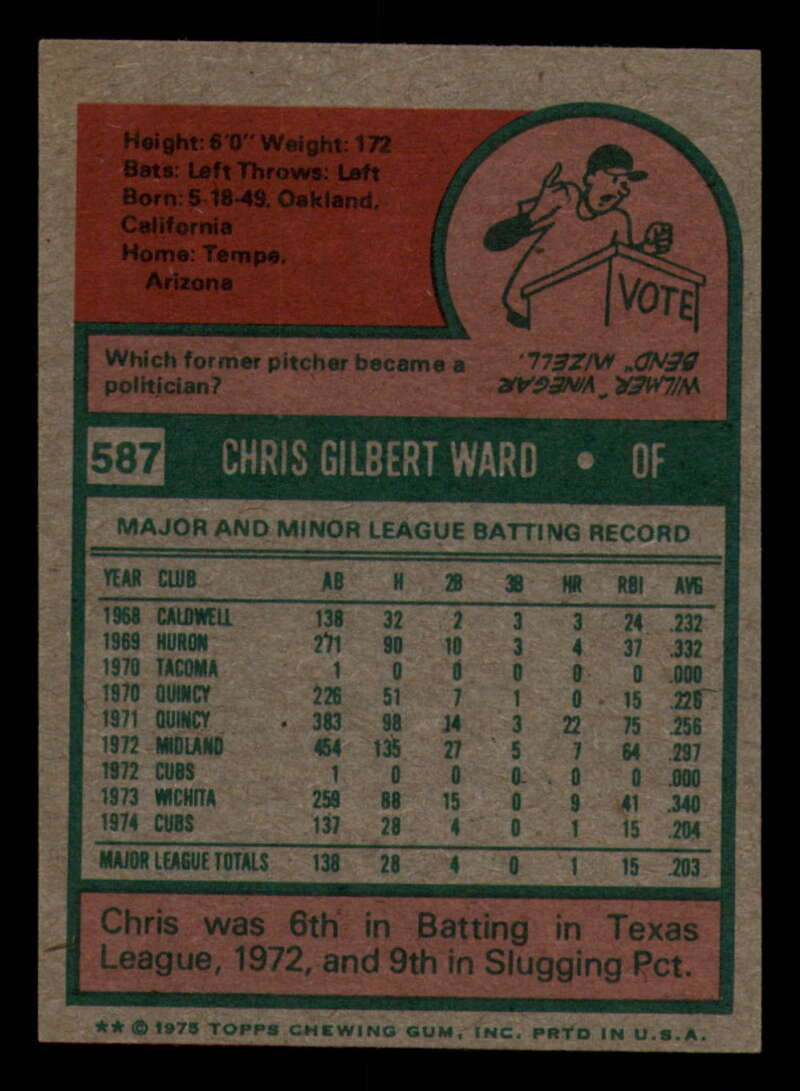 Height: 6'0" Weight: 172
Bats: Left Throws: Left
Born: 5-18-49, Oakland,
California
Home: Tempe,
Arizona
VOTE
Which former pitcher became a
politician?
WILMER "VINEGAR
BEND" MIZELL.
587 CHRIS GILBERT WARD • OF
MAJOR AND MINOR LEAGUE BATTING RECORD
YEAR CLUB AB H 2B 3B HR RBI AVG
1968 CALDWELL 138 32 2 3 3 24 .232
1969 HURON 271 90 10 3 4 37 .332
1970 TACOMA 1 0 0 0 0 0 .000
1970 QUINCY 226 51 7 1 0 15 .226
1971 QUINCY 383 98 14 3 22 75 .256
1972 MIDLAND 454 135 27 5 7 64 .297
1972 CUBS 1 0 0 0 0 0 .000
1973 WICHITA 259 88 15 0 9 41 .340
1974 CUBS 137 28 4 0 1 15 .204
MAJOR LEAGUE TOTALS 138 28 4 0 1 15 .203
Chris was 6th in Batting in Texas
League, 1972, and 9th in Slugging Pct.
** © 1975 TOPPS CHEWING GUM, INC. PRTD IN U.S.A.